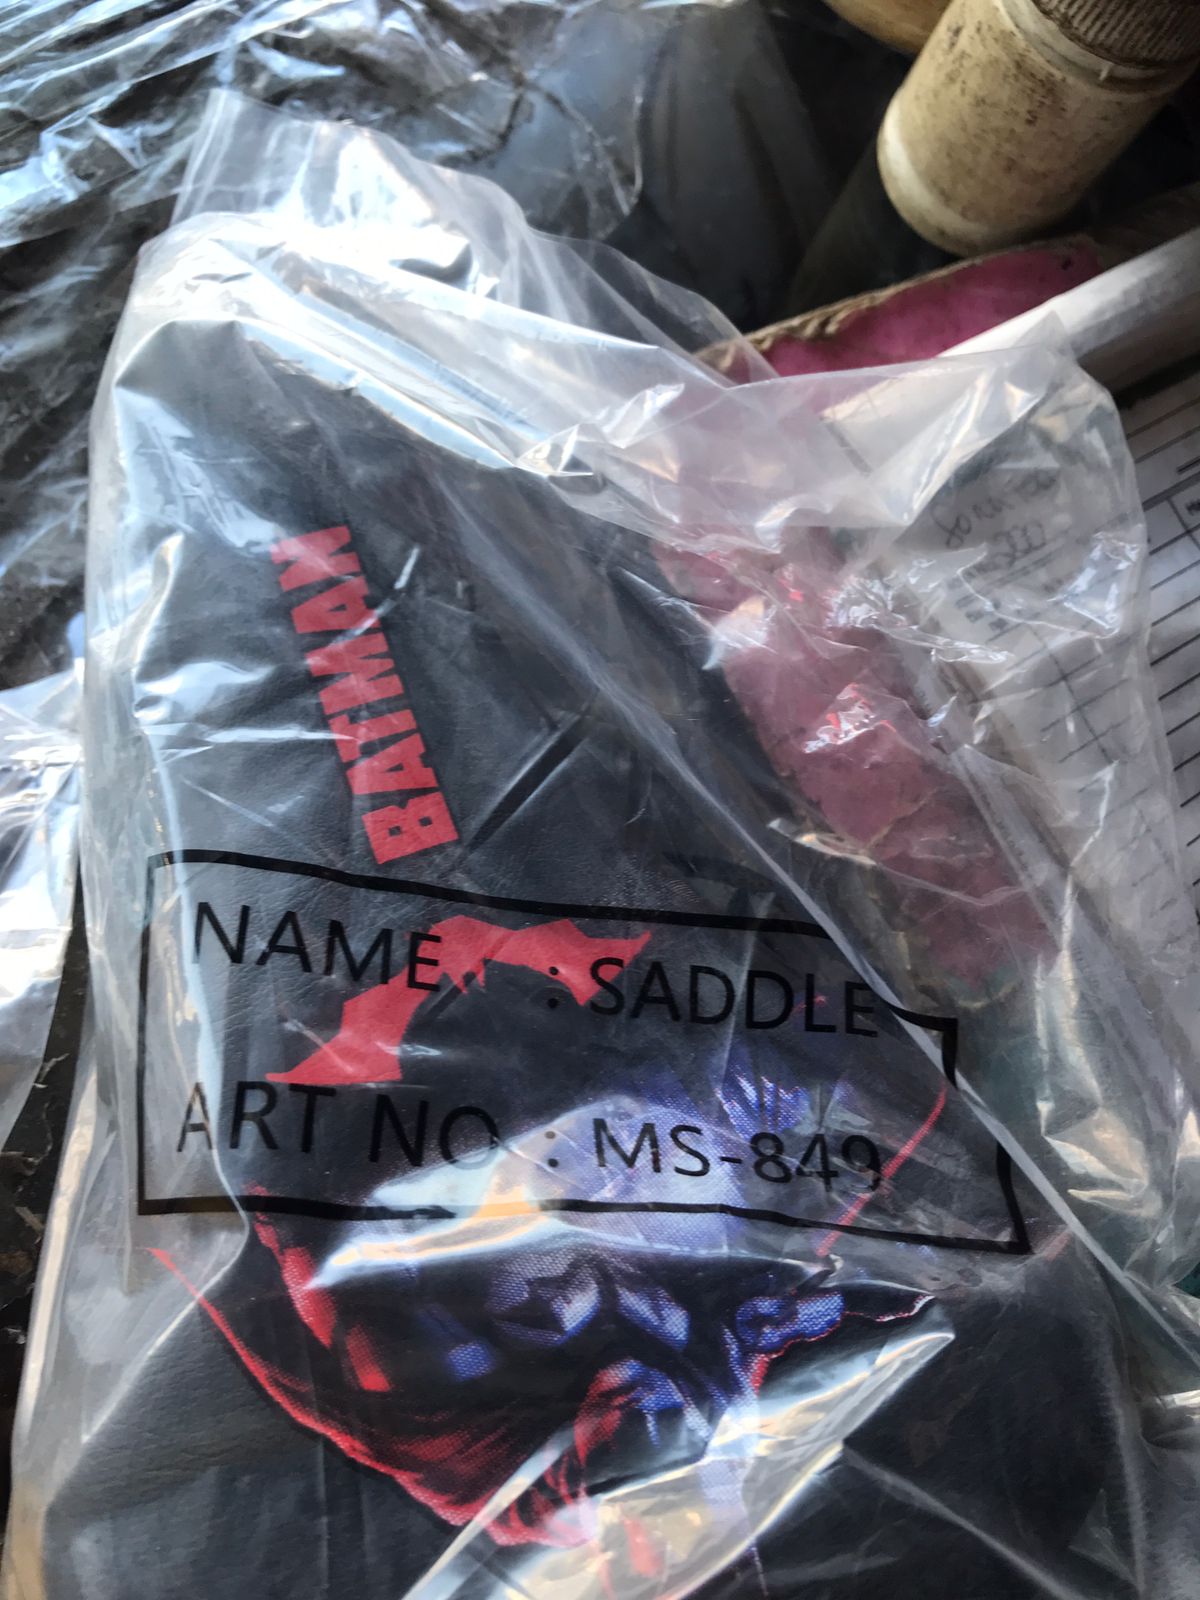 BATMAN
NAME : SADDLE
ART NO : MS-849